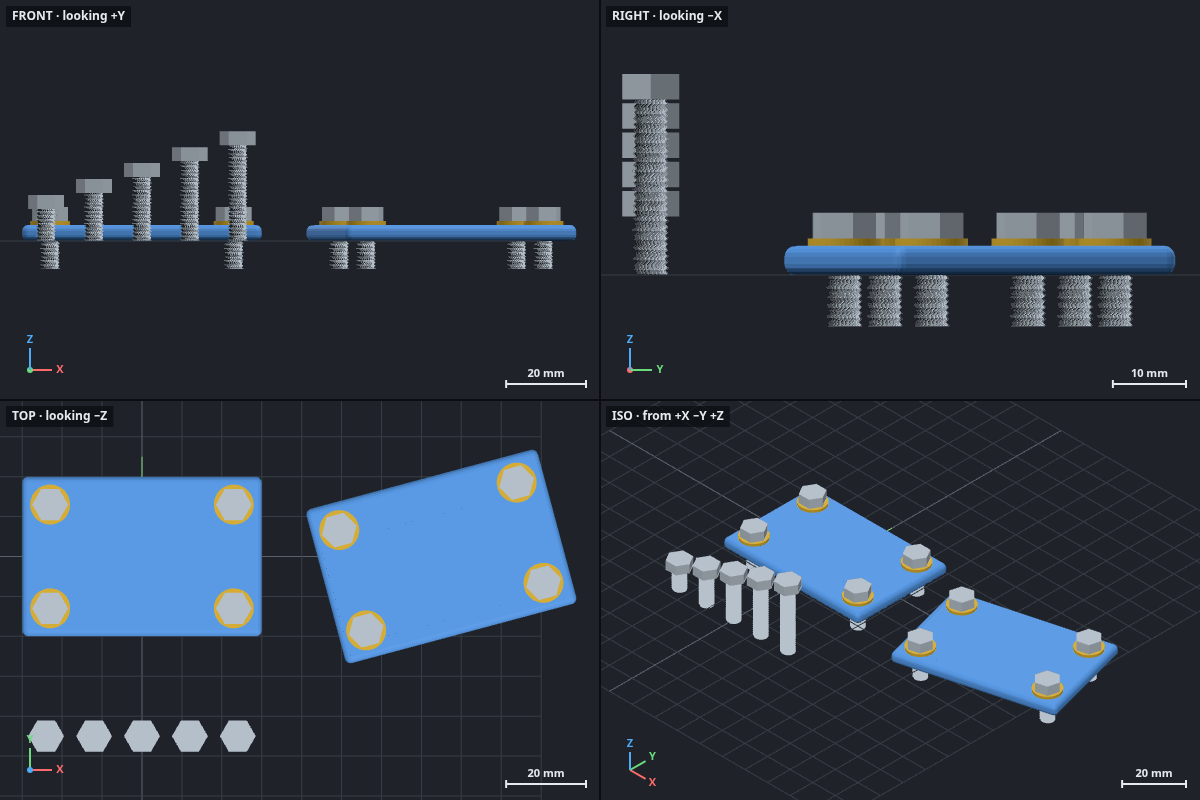 FRONT · looking +Y
Z
X
20 mm
RIGHT · looking −X
Z
Y
10 mm
TOP · looking −Z
Y
X
20 mm
ISO · from +X −Y +Z
Z
Y
X
20 mm